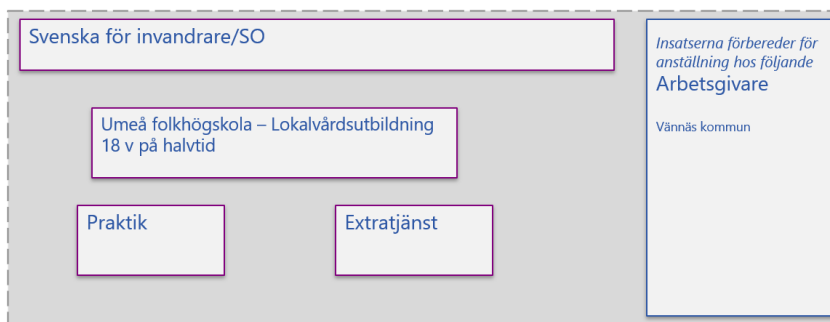 Svenska för invandrare/SO
Umeå folkhögskola – Lokalvårdsutbildning
18 v på halvtid
Praktik
Extratjänst
Insatserna förbereder för
anställning hos följande
Arbetsgivare
Vännäs kommun